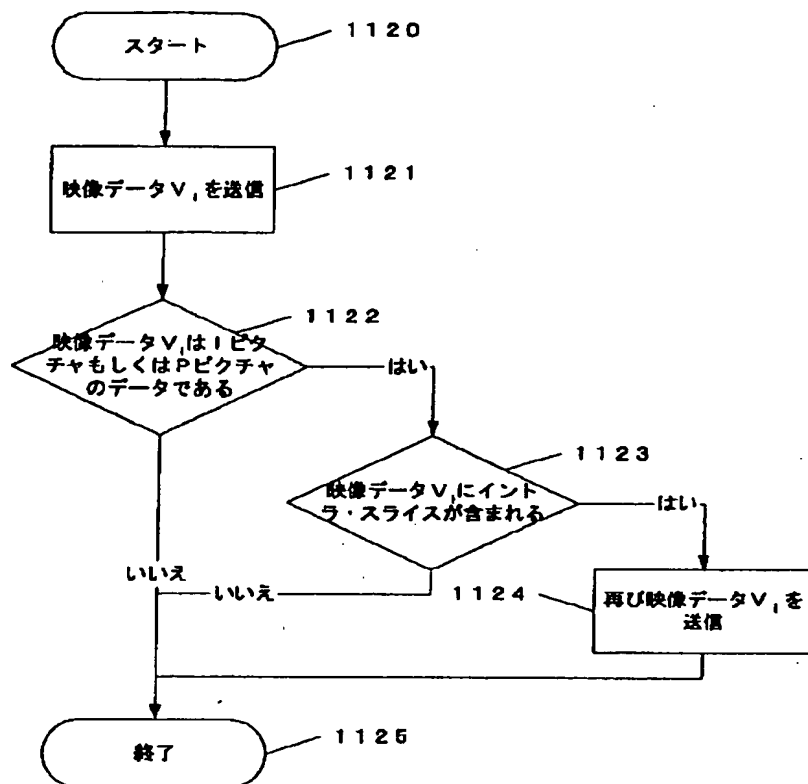 スタート
1120
映像データV_iを送信
1121
1122
映像データV_iはIピク
チャもしくはPピクチャ
のデータである
はい
1123
映像データV_iにイント
ラ・スライスが含まれる
はい
いいえ
いいえ
1124
再び映像データV_iを
送信
終了
1125